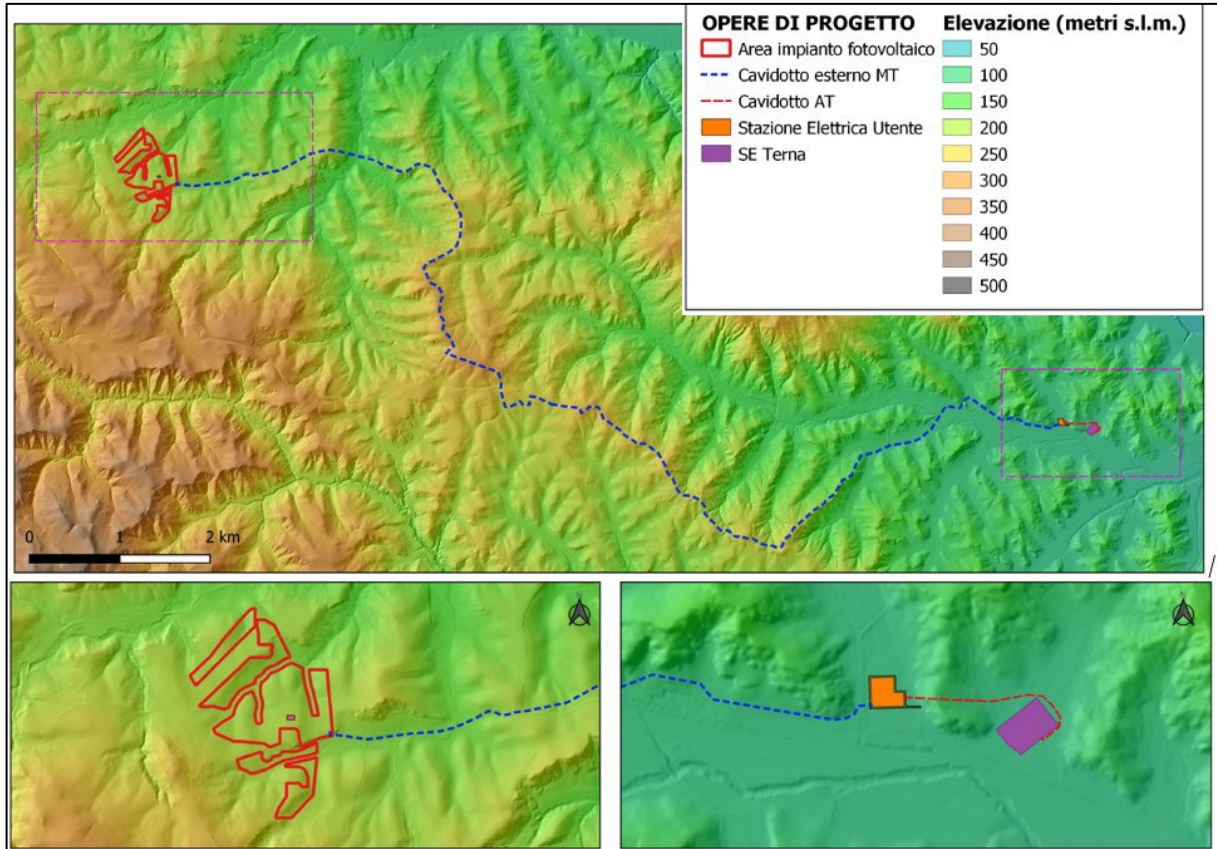 OPERE DI PROGETTO
Area impianto fotovoltaico
Cavidotto esterno MT
Cavidotto AT
Stazione Elettrica Utente
SE Terna
Elevazione (metri s.l.m.)
50
100
150
200
250
300
350
400
450
500
0 1 2 km
/
N
N